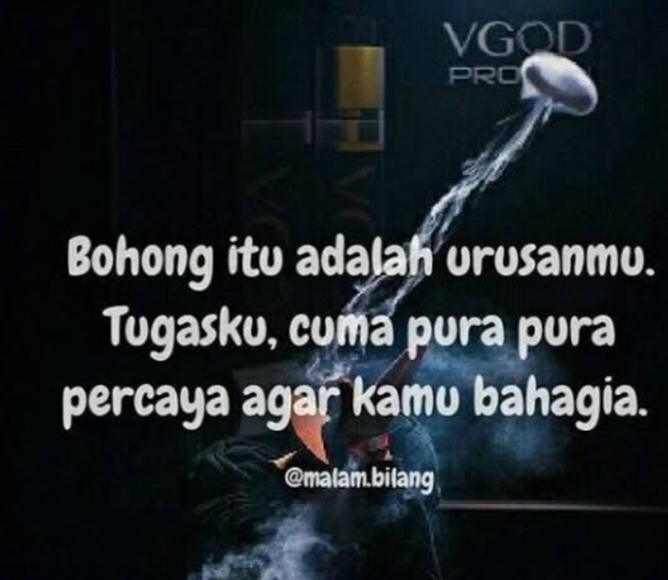 VGOD
PRO
Bohong itu adalah urusanmu.
Tugasku, cuma pura pura
percaya agar kamu bahagia.
@malam.bilang